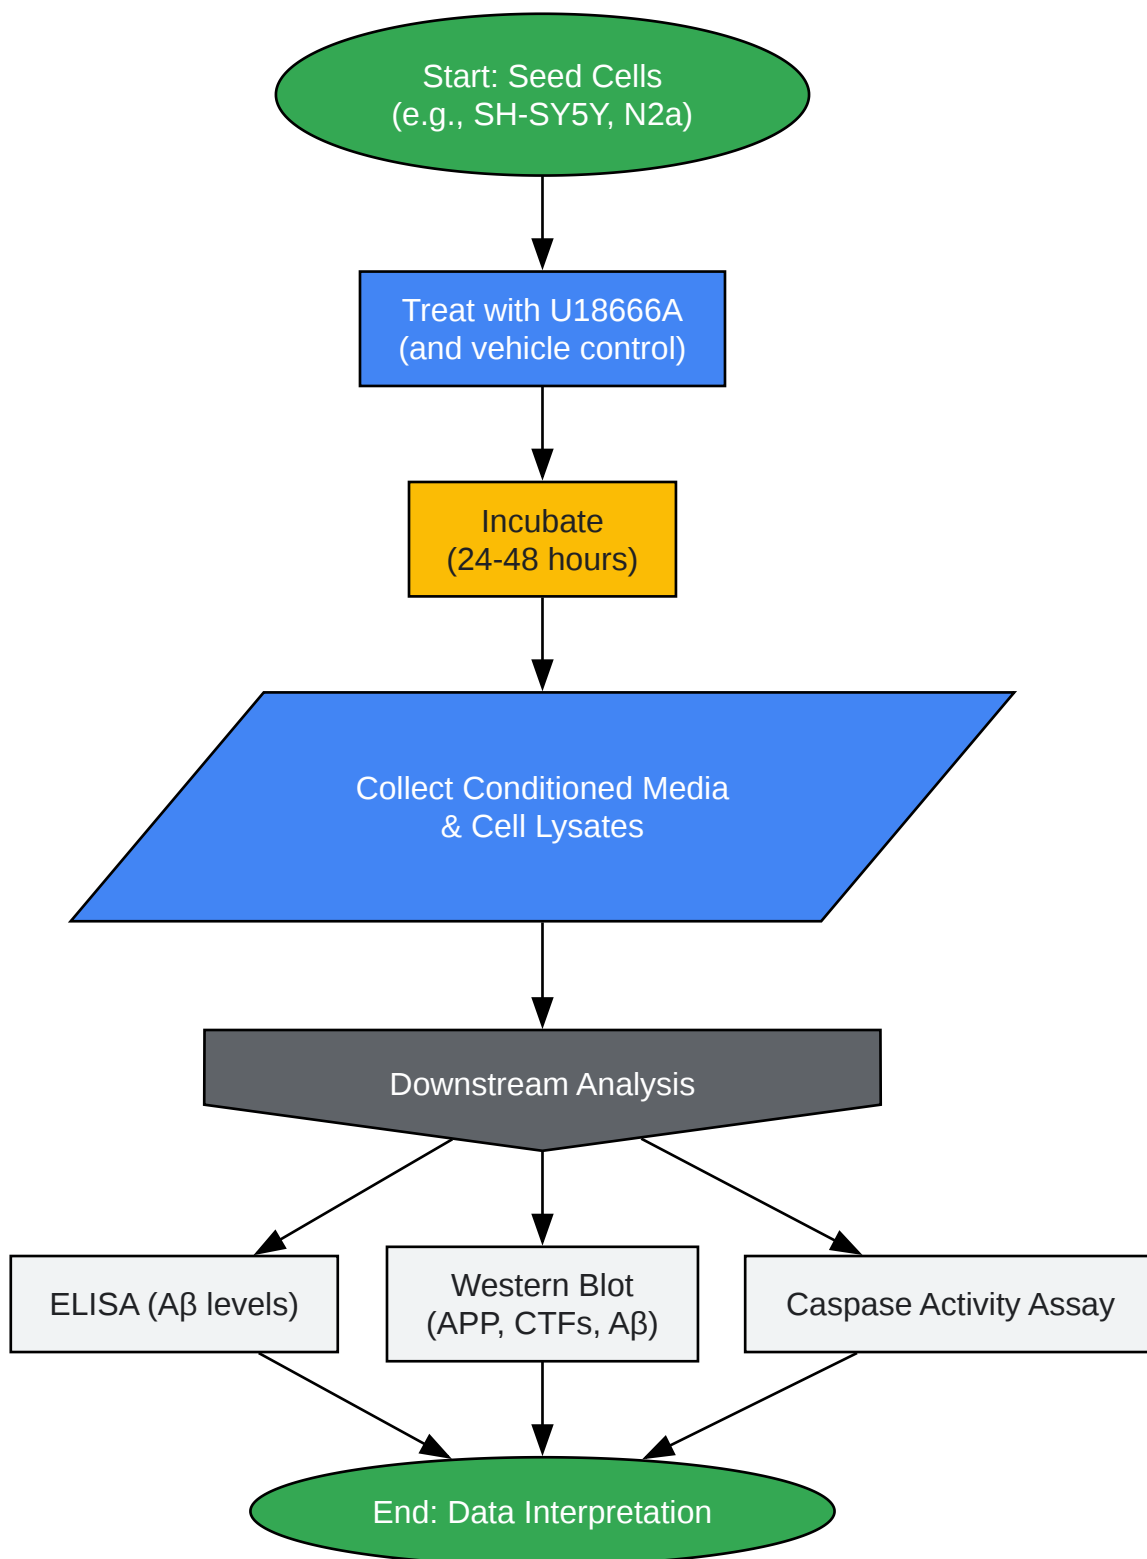 Start: Seed Cells
(e.g., SH-SY5Y, N2a)
Treat with U18666A
(and vehicle control)
Incubate
(24-48 hours)
Collect Conditioned Media
& Cell Lysates
Downstream Analysis
ELISA (Aβ levels)
Western Blot
(APP, CTFs, Aβ)
Caspase Activity Assay
End: Data Interpretation